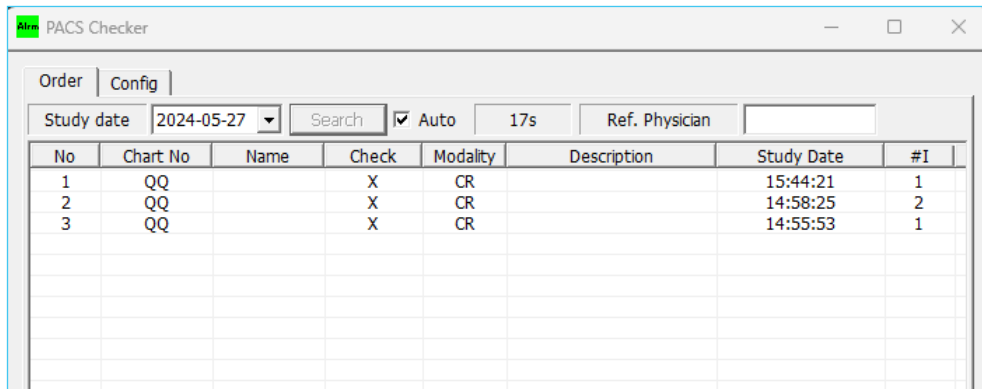 Alrm PACS Checker
Order Config
Study date 2024-05-27 Search Auto 17s Ref. Physician
No Chart No Name Check Modality Description Study Date #I
1 QQ X CR 15:44:21 1
2 QQ X CR 14:58:25 2
3 QQ X CR 14:55:53 1